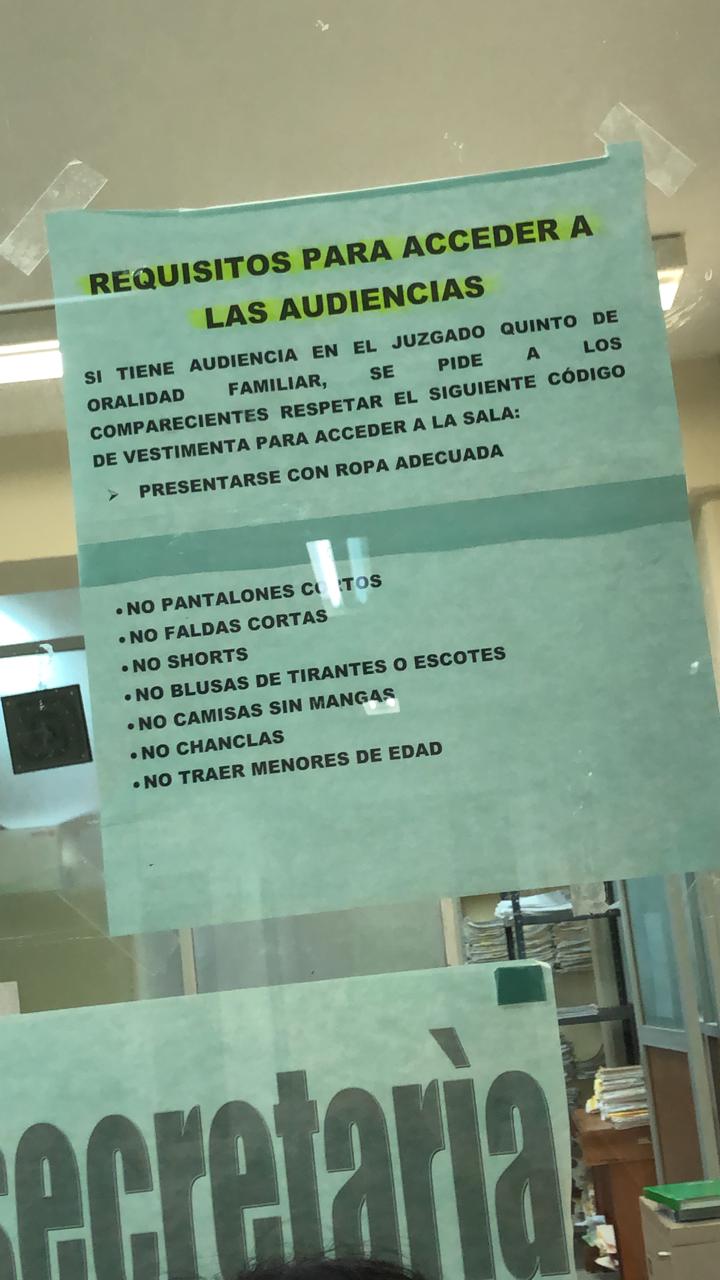 REQUISITOS PARA ACCEDER A
LAS AUDIENCIAS
SI TIENE AUDIENCIA EN EL JUZGADO QUINTO DE
ORALIDAD FAMILIAR, SE PIDE A LOS
COMPARECIENTES RESPETAR EL SIGUIENTE CÓDIGO
DE VESTIMENTA PARA ACCEDER A LA SALA:
➢ PRESENTARSE CON ROPA ADECUADA
• NO PANTALONES CORTOS
• NO FALDAS CORTAS
• NO SHORTS
• NO BLUSAS DE TIRANTES O ESCOTES
• NO CAMISAS SIN MANGAS
• NO CHANCLAS
• NO TRAER MENORES DE EDAD
secretarìa